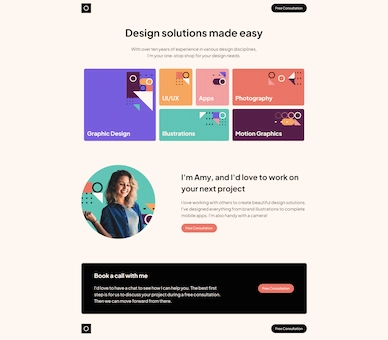 Free Consultation
Design solutions made easy
With over ten years of experience in various design disciplines,
I'm your one-stop shop for your design needs.
Graphic Design
UI/UX
Apps
Photography
Illustrations
Motion Graphics
I'm Amy, and I'd love to work on
your next project
I love working with others to create beautiful design solutions.
I've designed everything from brand illustrations to complete
mobile apps. I'm also handy with a camera!
Free Consultation
Book a call with me
I'd love to have a chat to see how I can help you. The best first
step is for us to discuss your project during a free consultation.
Then we can move forward from there.
Free Consultation
Free Consultation